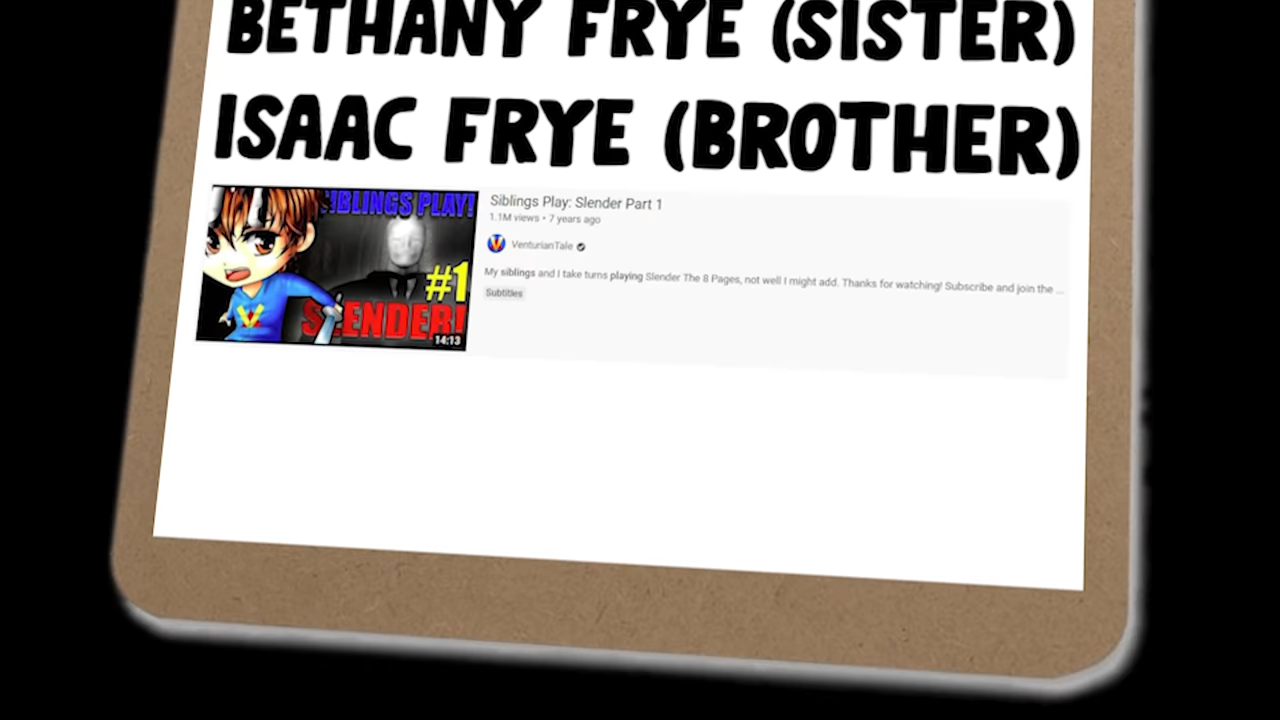 BETHANY FRYE (SISTER)
ISAAC FRYE (BROTHER)
SIBLINGS PLAY!
#1
SLENDER!
14:13
Siblings Play: Slender Part 1
1.1M views • 7 years ago
VenturianTale
My siblings and I take turns playing Slender The 8 Pages, not well I might add. Thanks for watching! Subscribe and join the ...
Subtitles